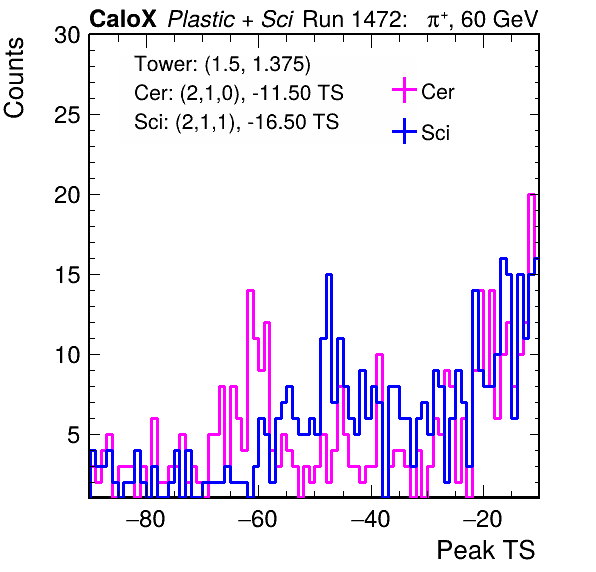 CaloX Plastic + Sci Run 1472: π+, 60 GeV
Counts
30
25
20
15
10
5
Tower: (1.5, 1.375)
Cer: (2,1,0), -11.50 TS
Sci: (2,1,1), -16.50 TS
Cer
Sci
−80 −60 −40 −20
Peak TS